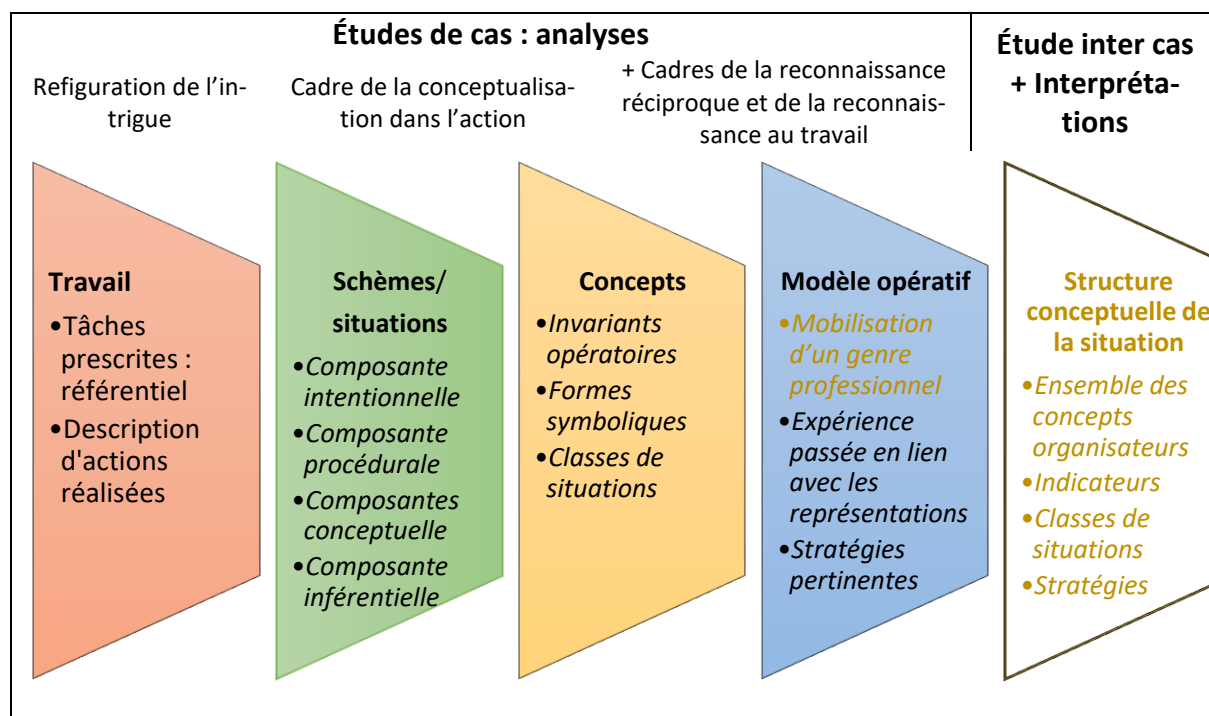 Études de cas : analyses
Refiguration de l’in-
trigue
Cadre de la conceptualisa-
tion dans l’action
+ Cadres de la reconnaissance
réciproque et de la reconnais-
sance au travail
Étude inter cas
+ Interpréta-
tions
Travail
•Tâches
prescrites :
référentiel
•Description
d'actions
réalisées
Schèmes/
situations
•Composante
intentionnelle
•Composante
procédurale
•Composantes
conceptuelle
•Composante
inférentielle
Concepts
•Invariants
opératoires
•Formes
symboliques
•Classes de
situations
Modèle opératif
•Mobilisation
d’un genre
professionnel
•Expérience
passée en lien
avec les
représentations
•Stratégies
pertinentes
Structure
conceptuelle de
la situation
•Ensemble des
concepts
organisateurs
•Indicateurs
•Classes de
situations
•Stratégies